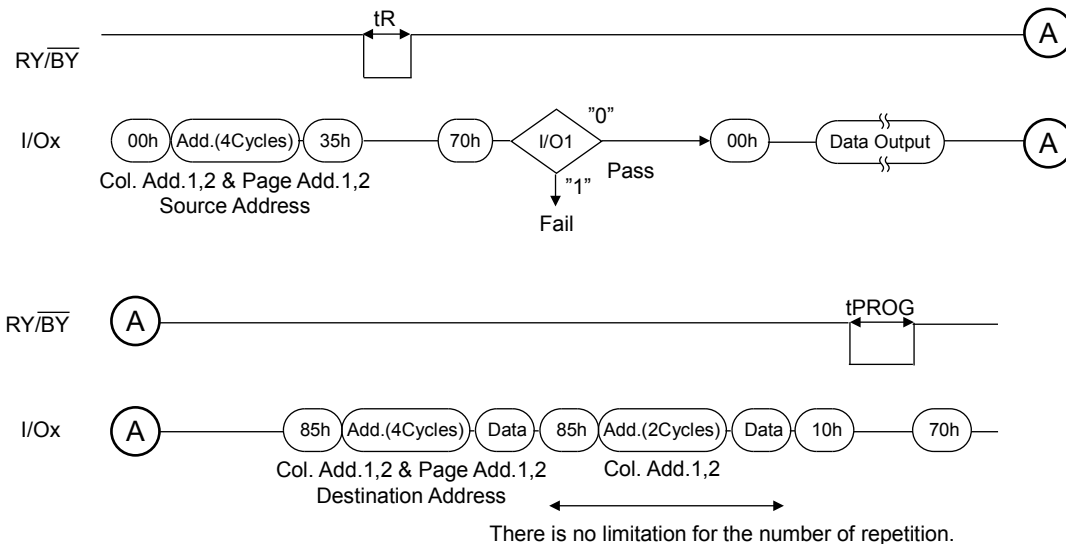 tR
RY/BY
A
I/Ox
00h Add.(4Cycles) 35h 70h I/O1 "0" 00h Data Output A
Pass
"1"
Fail
Col. Add.1,2 & Page Add.1,2
Source Address
tPROG
RY/BY
A
I/Ox
A 85h Add.(4Cycles) Data 85h Add.(2Cycles) Data 10h 70h
Col. Add.1,2 & Page Add.1,2 Col. Add.1,2
Destination Address
There is no limitation for the number of repetition.